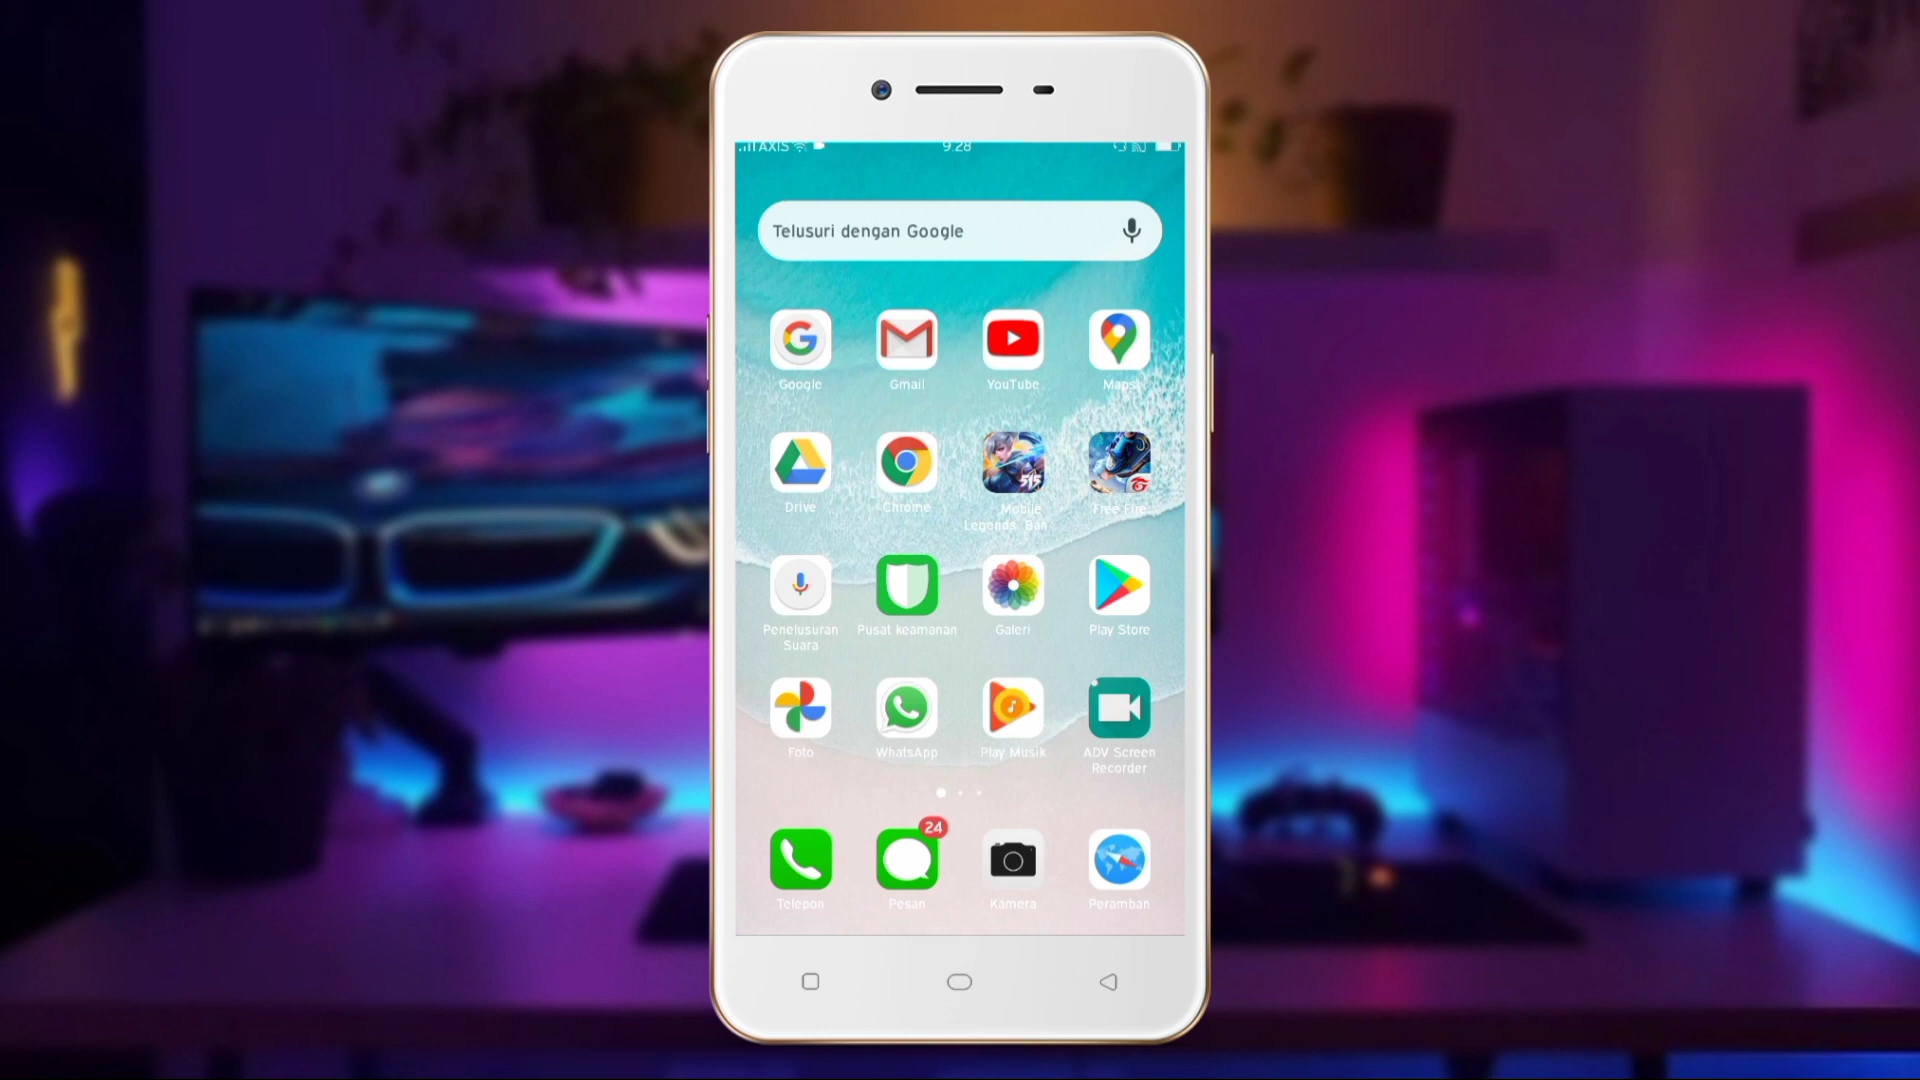 AXIS
9.28
Telusuri dengan Google
Google
Gmail
YouTube
Maps
Drive
Chrome
515
Mobile
Legends: Ban
Free Fire
Penelusuran
Suara
Pusat keamanan
Galeri
Play Store
Foto
WhatsApp
Play Musik
ADV Screen
Recorder
24
Telepon
Pesan
Kamera
Peramban